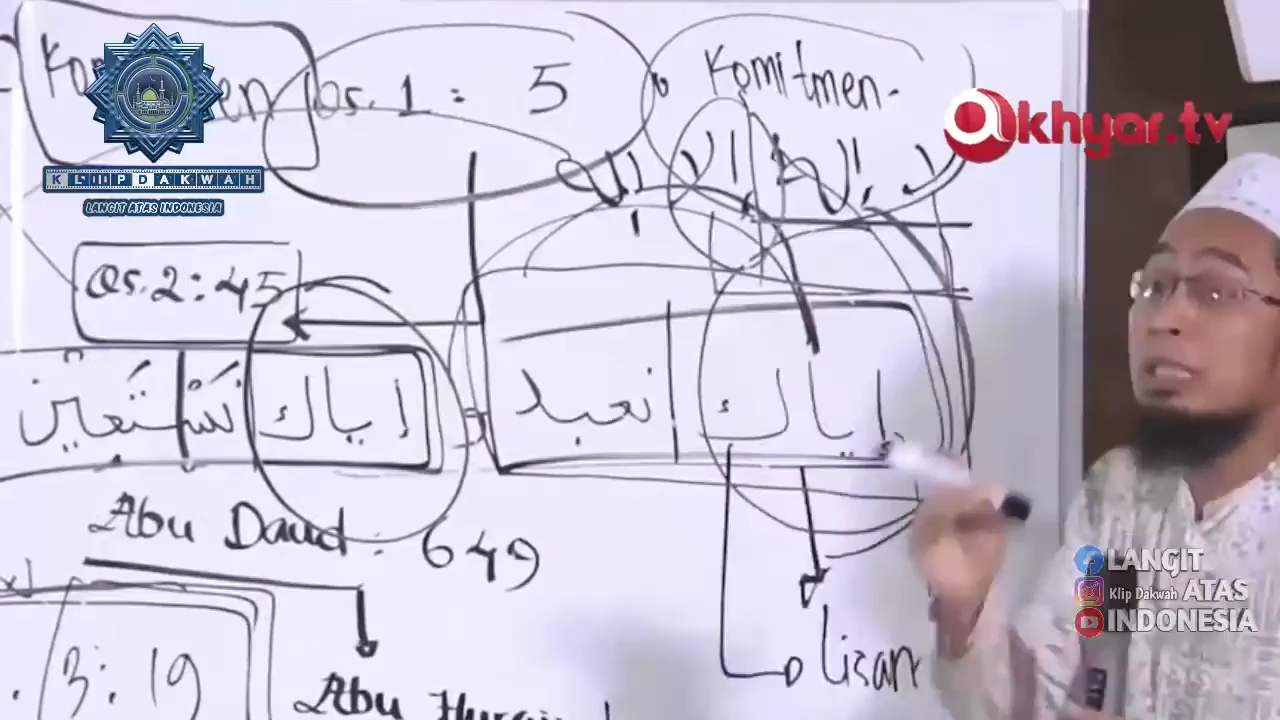 Qs. 1 : 5
Komitmen
Qs. 2 : 45
اياك | نعبد
اياك | نستعين
Abu Daud : 649
3 : 19
Abu
Lisan
KLIPDAKWAH
LANGIT ATAS INDONESIA
akhyar.tv
LANGIT
Klip Dakwah ATAS
INDONESIA